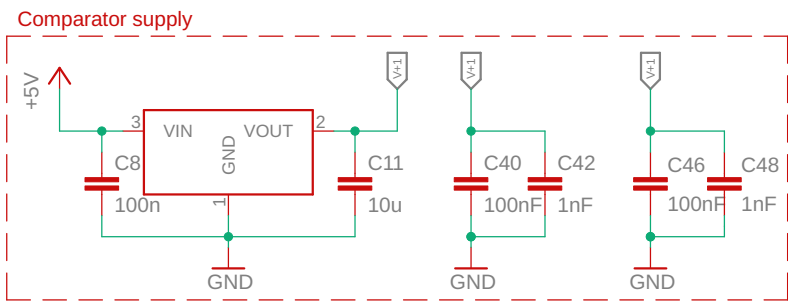 Comparator supply
+5V
V+1
V+1
V+1
3
VIN
VOUT
2
GND
1
C8
100n
C11
10u
C40
100nF
C42
1nF
C46
100nF
C48
1nF
GND
GND
GND